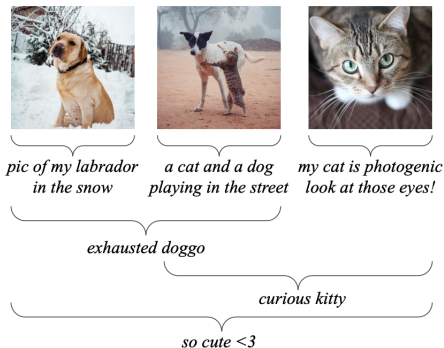 pic of my labrador
in the snow
a cat and a dog
playing in the street
my cat is photogenic
look at those eyes!
exhausted doggo
curious kitty
so cute <3